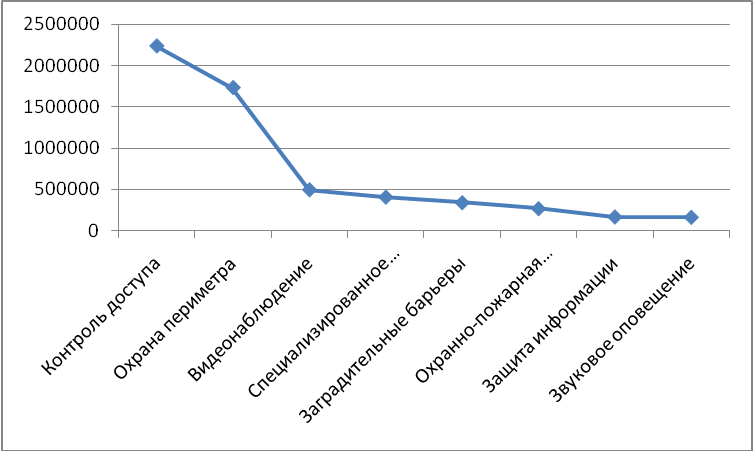 2500000
2000000
1500000
1000000
500000
0
Контроль доступа
Охрана периметра
Видеонаблюдение
Специализированное...
Заградительные барьеры
Охранно-пожарная...
Защита информации
Звуковое оповещение